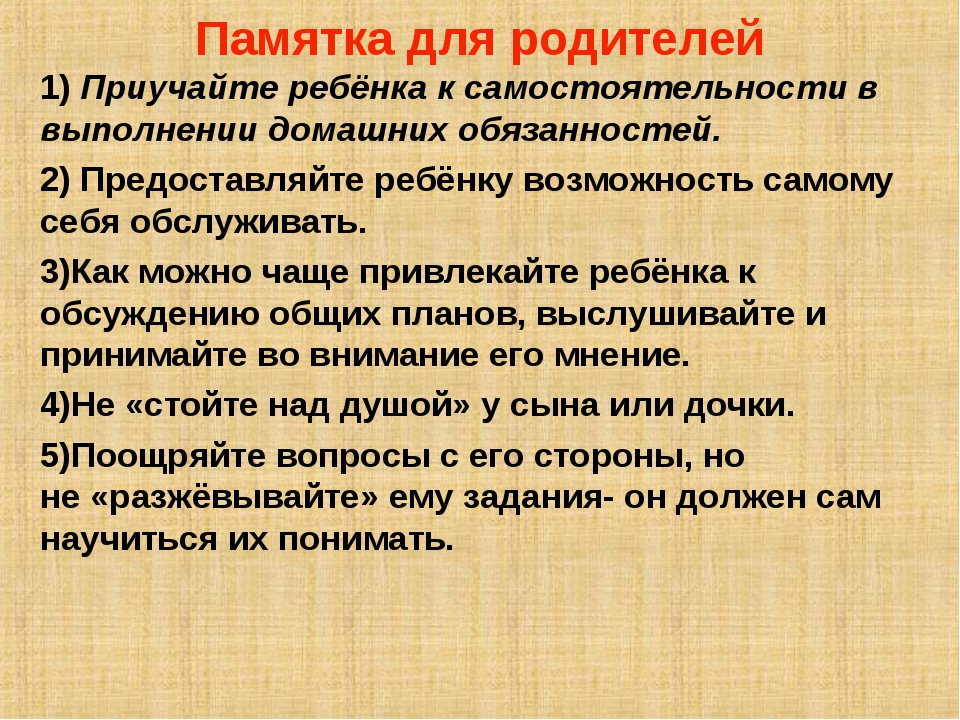 Памятка для родителей
1) Приучайте ребёнка к самостоятельности в
выполнении домашних обязанностей.
2) Предоставляйте ребёнку возможность самому
себя обслуживать.
3)Как можно чаще привлекайте ребёнка к
обсуждению общих планов, выслушивайте и
принимайте во внимание его мнение.
4)Не «стойте над душой» у сына или дочки.
5)Поощряйте вопросы с его стороны, но
не «разжёвывайте» ему задания- он должен сам
научиться их понимать.